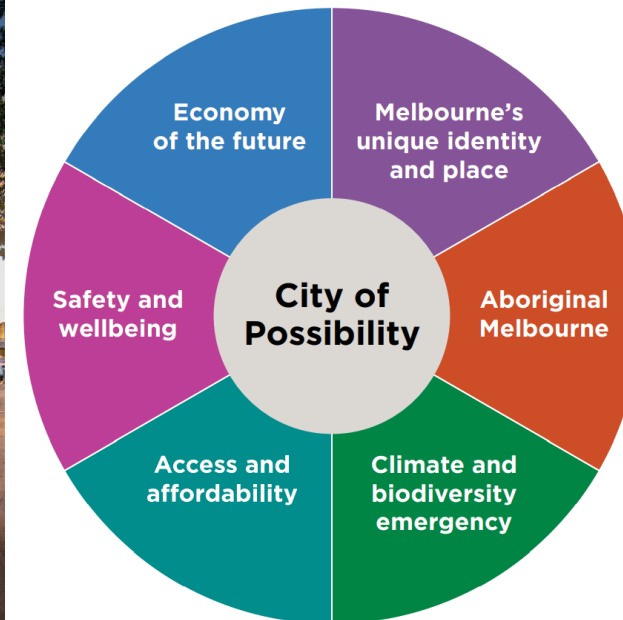 Economy
of the future
Melbourne's
unique identity
and place
Safety and
wellbeing
City of
Possibility
Aboriginal
Melbourne
Access and
affordability
Climate and
biodiversity
emergency